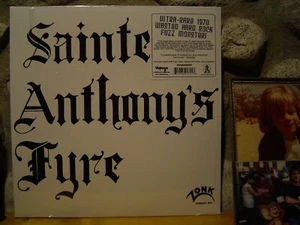 Sainte
Anthony's
Fyre
ULTRA-RARE 1970
WASTED HARD ROCK
FUZZ MONSTER!
ZONK